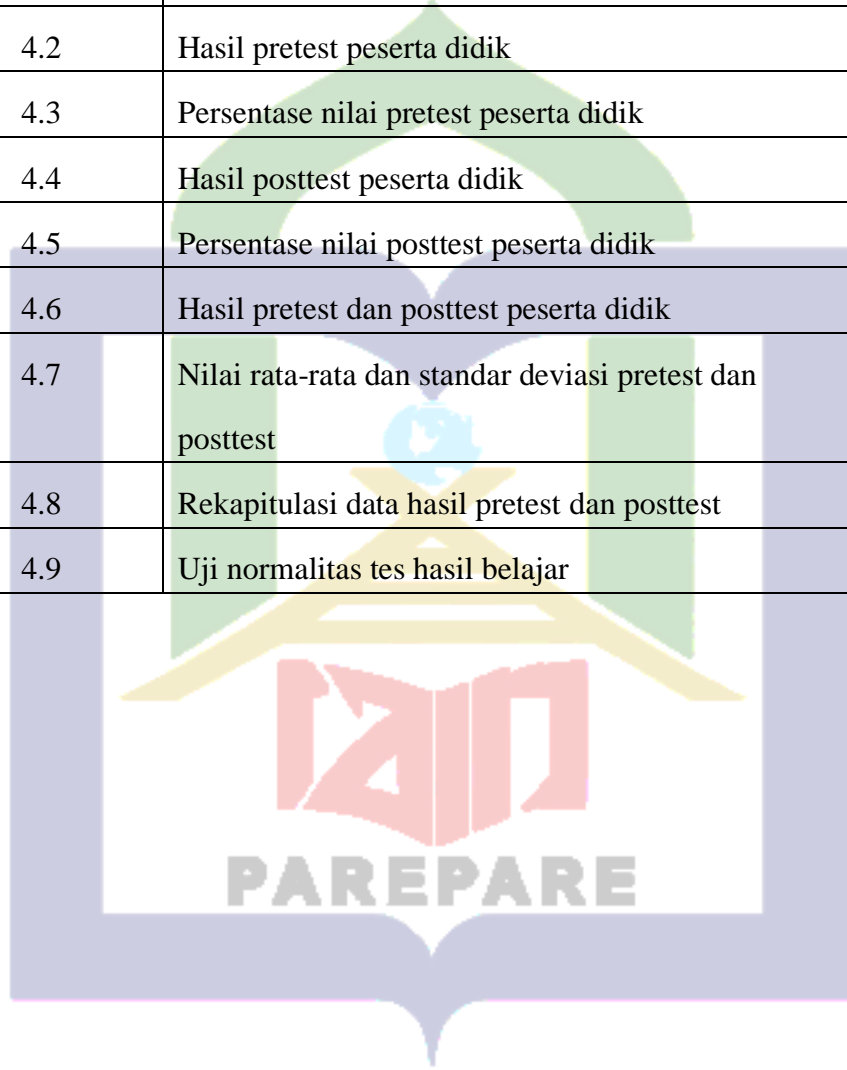 4.2 Hasil pretest peserta didik
4.3 Persentase nilai pretest peserta didik
4.4 Hasil posttest peserta didik
4.5 Persentase nilai posttest peserta didik
4.6 Hasil pretest dan posttest peserta didik
4.7 Nilai rata-rata dan standar deviasi pretest dan
posttest
4.8 Rekapitulasi data hasil pretest dan posttest
4.9 Uji normalitas tes hasil belajar
iain
PAREPARE